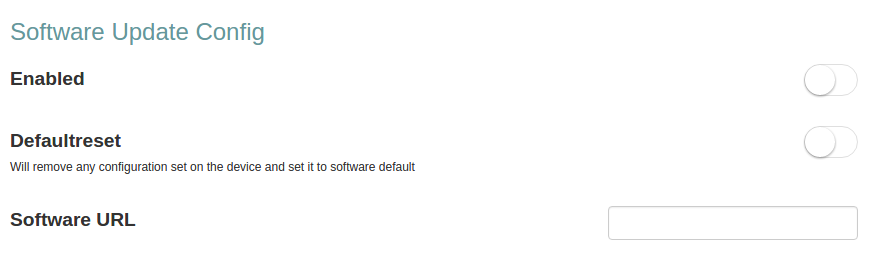 Software Update Config
Enabled
Defaultreset
Will remove any configuration set on the device and set it to software default
Software URL